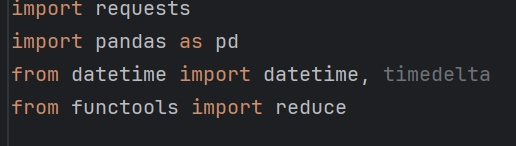 import requests
import pandas as pd
from datetime import datetime, timedelta
from functools import reduce